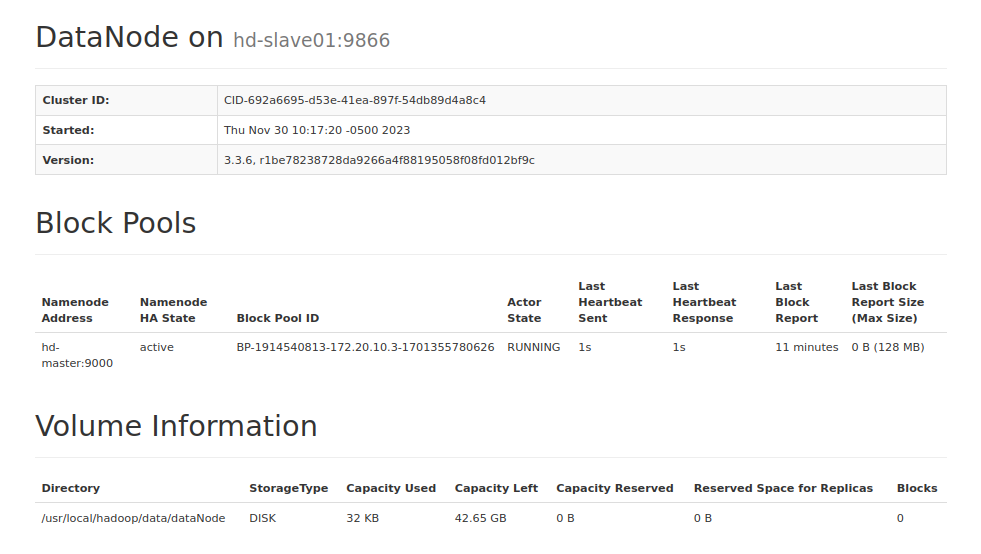 DataNode on hd-slave01:9866
Cluster ID: CID-692a6695-d53e-41ea-897f-54db89d4a8c4
Started: Thu Nov 30 10:17:20 -0500 2023
Version: 3.3.6, r1be78238728da9266a4f88195058f08fd012bf9c
Block Pools
Namenode Address Namenode HA State Block Pool ID Actor State Last Heartbeat Sent Last Heartbeat Response Last Block Report Last Block Report Size (Max Size)
hd-master:9000 active BP-1914540813-172.20.10.3-1701355780626 RUNNING 1s 1s 11 minutes 0 B (128 MB)
Volume Information
Directory StorageType Capacity Used Capacity Left Capacity Reserved Reserved Space for Replicas Blocks
/usr/local/hadoop/data/dataNode DISK 32 KB 42.65 GB 0 B 0 B 0